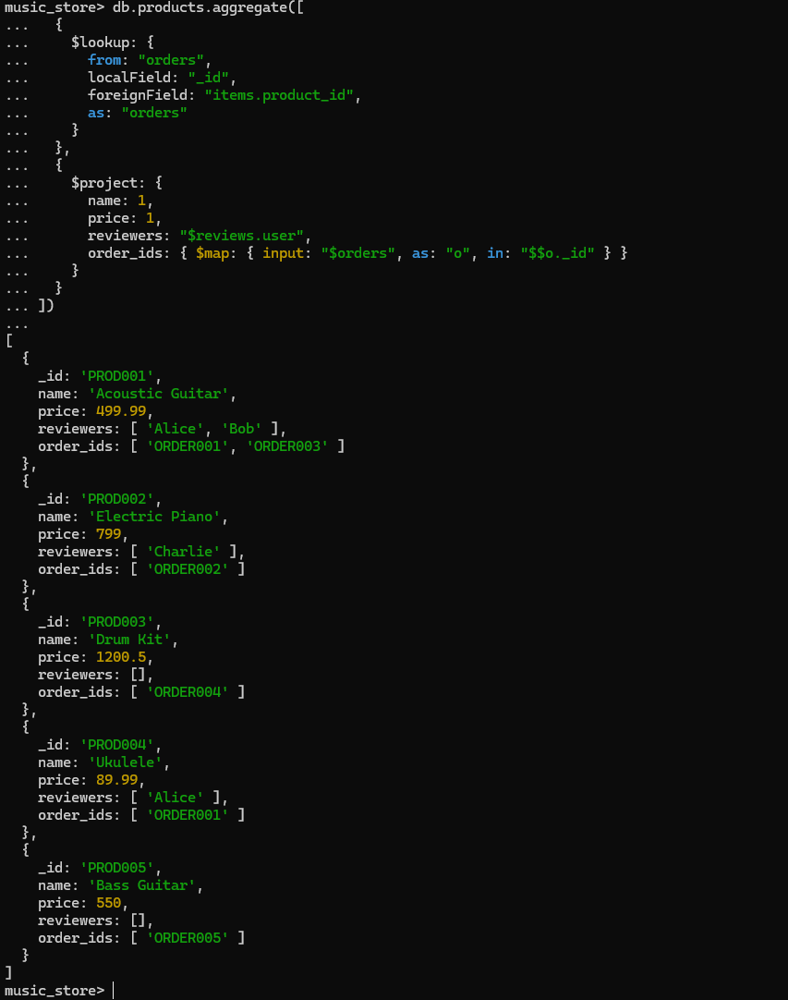 music_store> db.products.aggregate([
...   {
...     $lookup: {
...       from: "orders",
...       localField: "_id",
...       foreignField: "items.product_id",
...       as: "orders"
...     }
...   },
...   {
...     $project: {
...       name: 1,
...       price: 1,
...       reviewers: "$reviews.user",
...       order_ids: { $map: { input: "$orders", as: "o", in: "$$o._id" } }
...     }
...   }
... ])
...
[
  {
    _id: 'PROD001',
    name: 'Acoustic Guitar',
    price: 499.99,
    reviewers: [ 'Alice', 'Bob' ],
    order_ids: [ 'ORDER001', 'ORDER003' ]
  },
  {
    _id: 'PROD002',
    name: 'Electric Piano',
    price: 799,
    reviewers: [ 'Charlie' ],
    order_ids: [ 'ORDER002' ]
  },
  {
    _id: 'PROD003',
    name: 'Drum Kit',
    price: 1200.5,
    reviewers: [],
    order_ids: [ 'ORDER004' ]
  },
  {
    _id: 'PROD004',
    name: 'Ukulele',
    price: 89.99,
    reviewers: [ 'Alice' ],
    order_ids: [ 'ORDER001' ]
  },
  {
    _id: 'PROD005',
    name: 'Bass Guitar',
    price: 550,
    reviewers: [],
    order_ids: [ 'ORDER005' ]
  }
]
music_store>